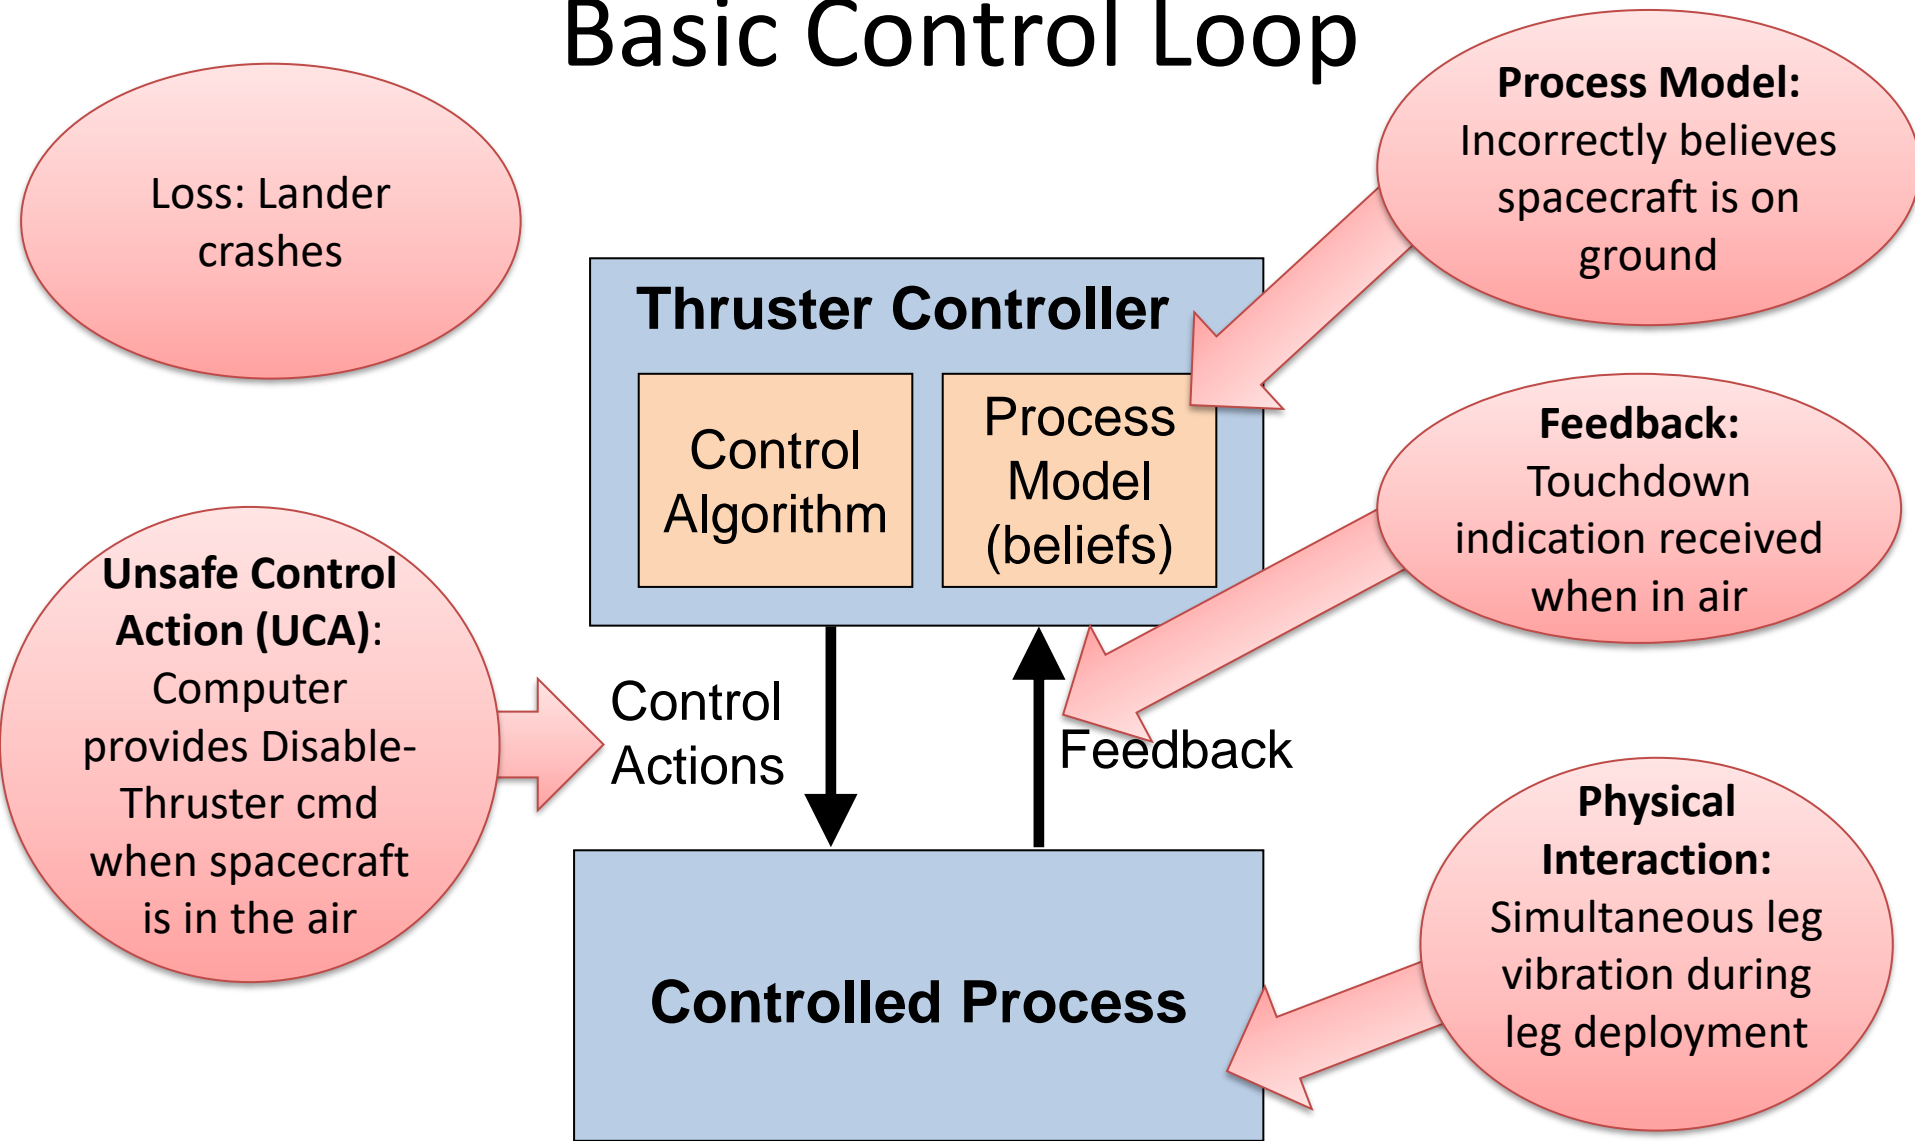 Basic Control Loop
Loss: Lander
crashes
Process Model:
Incorrectly believes
spacecraft is on
ground
Thruster Controller
Control
Algorithm
Process
Model
(beliefs)
Feedback:
Touchdown
indication received
when in air
Unsafe Control
Action (UCA):
Computer
provides Disable-
Thruster cmd
when spacecraft
is in the air
Control
Actions
Feedback
Physical
Interaction:
Simultaneous leg
vibration during
leg deployment
Controlled Process